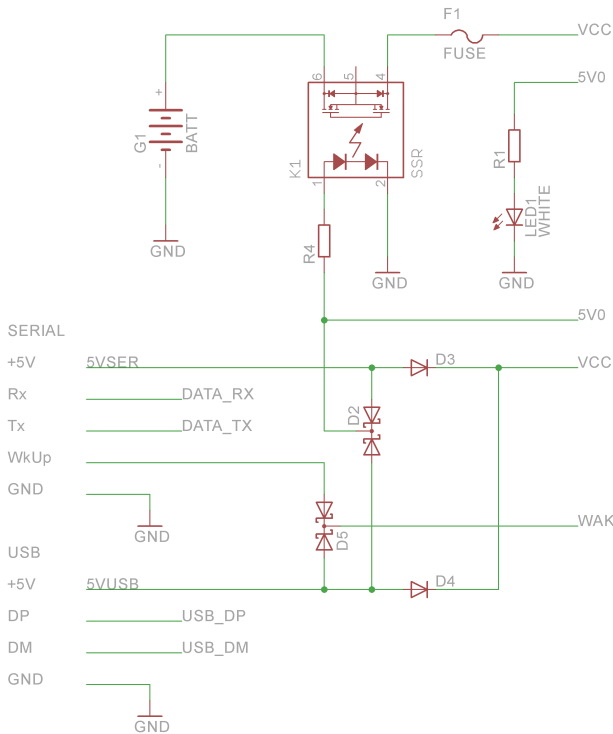 F1
VCC
FUSE
5V0
6
5
4
+
G1
BATT
-
K1
SSR
1
2
R1
LED1
WHITE
GND
R4
GND
GND
5V0
SERIAL
+5V
5VSER
D3
VCC
Rx
DATA_RX
D2
Tx
DATA_TX
WkUp
GND
WAK
GND
D5
USB
+5V
5VUSB
D4
DP
USB_DP
DM
USB_DM
GND
GND